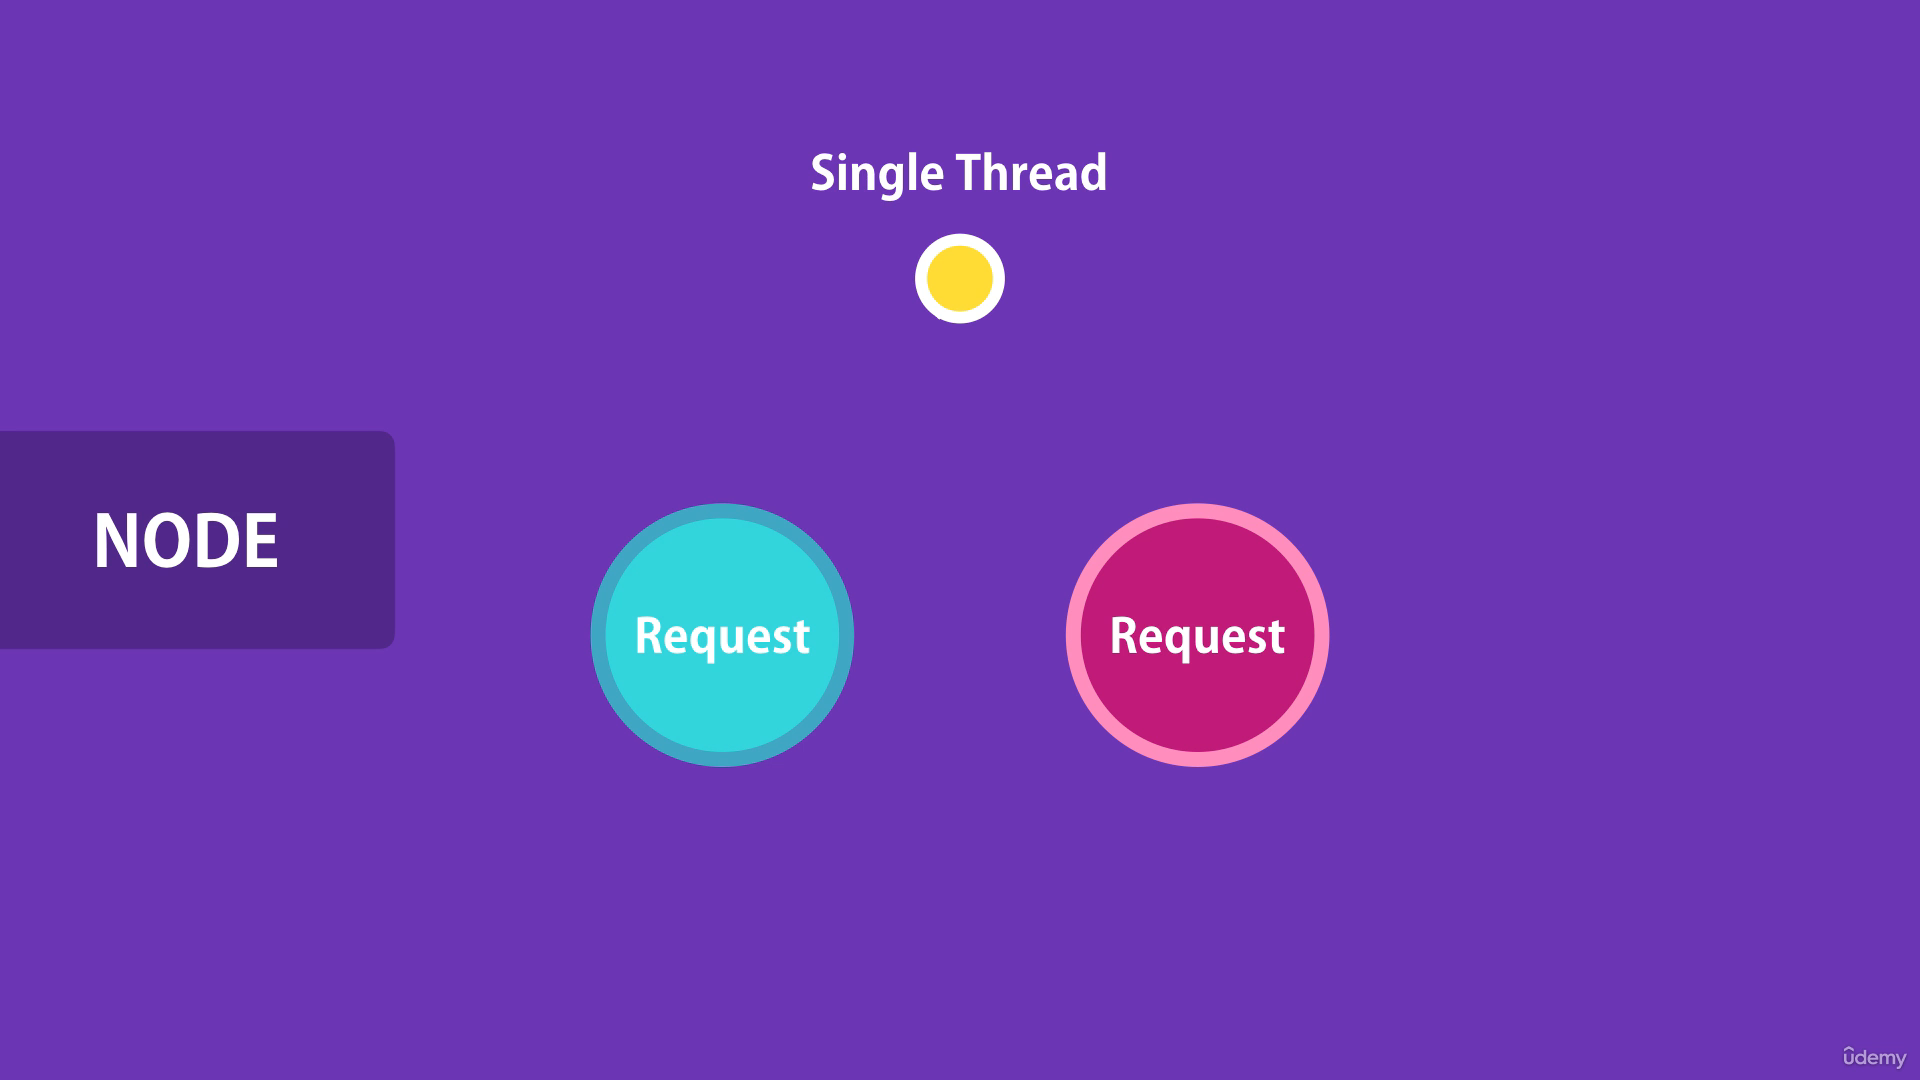 Single Thread
NODE
Request
Request
udemy